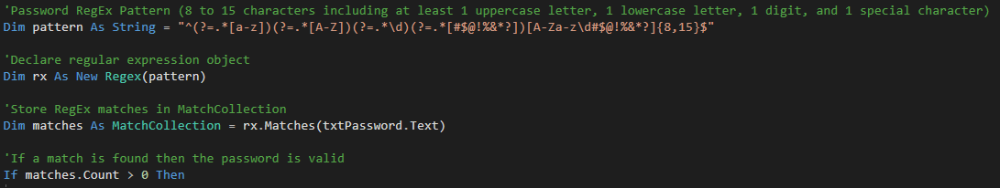 'Password RegEx Pattern (8 to 15 characters including at least 1 uppercase letter, 1 lowercase letter, 1 digit, and 1 special character)
Dim pattern As String = "^(?=.*[a-z])(?=.*[A-Z])(?=.*\d)(?=.*[#$@!%&*?])[A-Za-z\d#$@!%&*?]{8,15}$"
'Declare regular expression object
Dim rx As New Regex(pattern)
'Store RegEx matches in MatchCollection
Dim matches As MatchCollection = rx.Matches(txtPassword.Text)
'If a match is found then the password is valid
If matches.Count > 0 Then